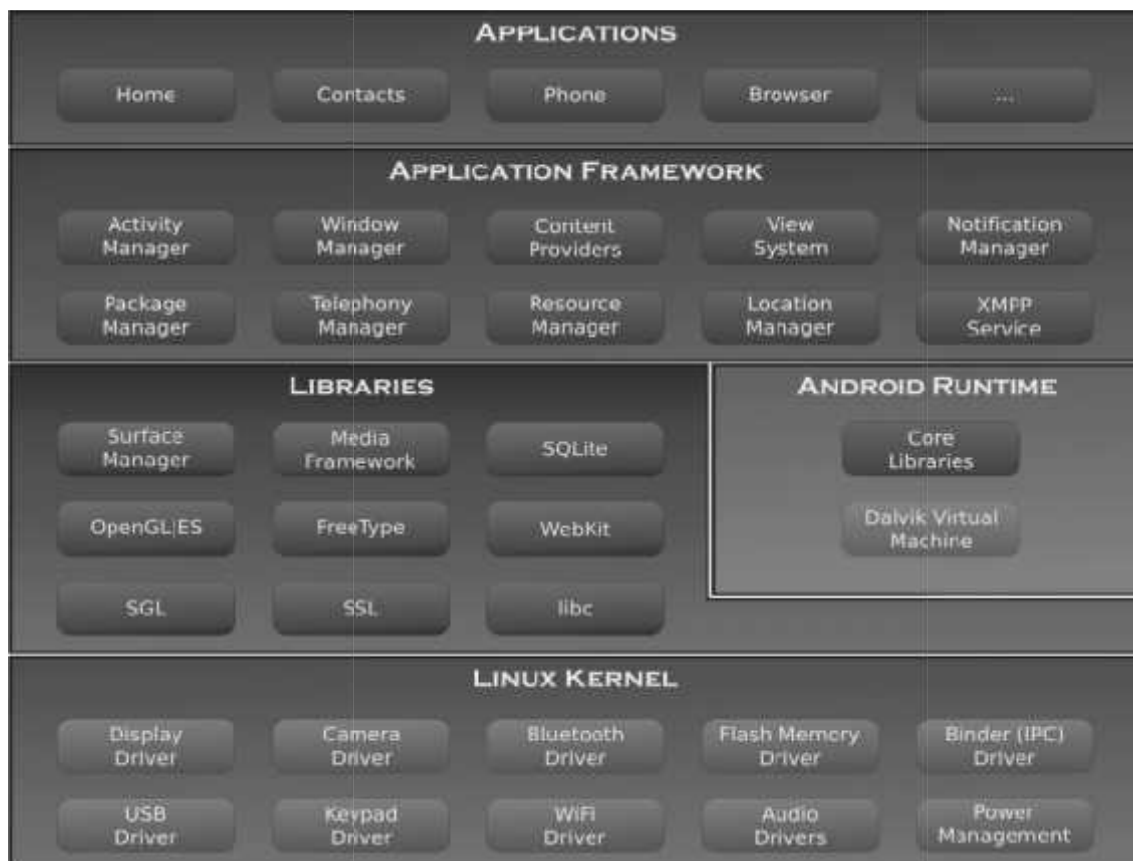 APPLICATIONS
Home
Contacts
Phone
Browser
...
APPLICATION FRAMEWORK
Activity
Manager
Window
Manager
Content
Providers
View
System
Notification
Manager
Package
Manager
Telephony
Manager
Resource
Manager
Location
Manager
XMPP
Service
LIBRARIES
Surface
Manager
Media
Framework
SQLite
OpenGL|ES
FreeType
WebKit
SGL
SSL
libc
ANDROID RUNTIME
Core
Libraries
Dalvik Virtual
Machine
LINUX KERNEL
Display
Driver
Camera
Driver
Bluetooth
Driver
Flash Memory
Driver
Binder (IPC)
Driver
USB
Driver
Keypad
Driver
WiFi
Driver
Audio
Drivers
Power
Management